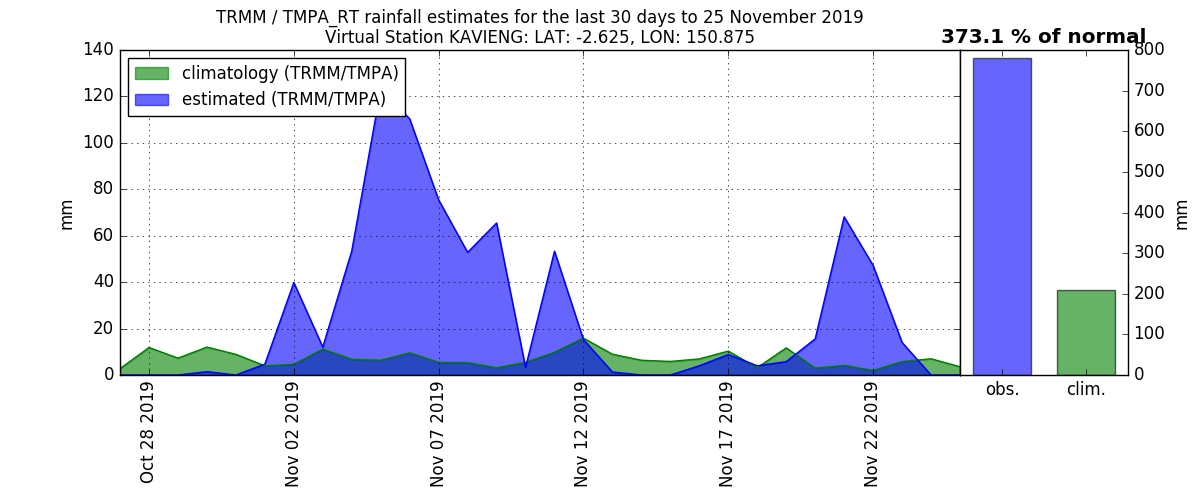 TRMM / TMPA_RT rainfall estimates for the last 30 days to 25 November 2019
Virtual Station KAVIENG: LAT: -2.625, LON: 150.875
373.1 % of normal
climatology (TRMM/TMPA)
estimated (TRMM/TMPA)
mm
140
120
100
80
60
40
20
0
Oct 28 2019
Nov 02 2019
Nov 07 2019
Nov 12 2019
Nov 17 2019
Nov 22 2019
800
700
600
500
400
300
200
100
0
mm
obs.
clim.